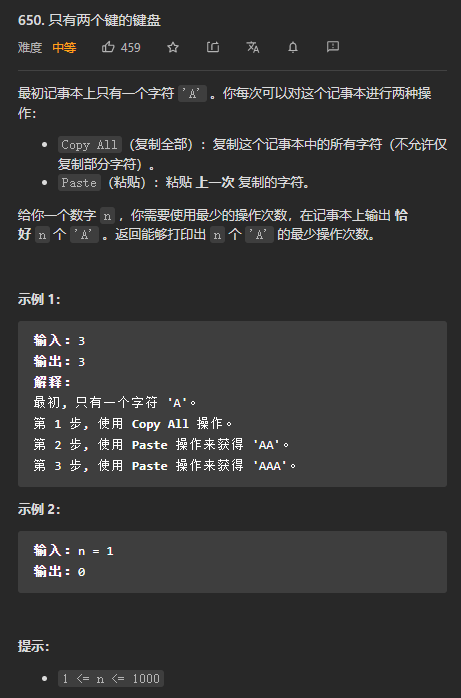 650. 只有两个键的键盘
难度 中等 459
最初记事本上只有一个字符 'A' 。你每次可以对这个记事本进行两种操
作：
• Copy All（复制全部）：复制这个记事本中的所有字符（不允许仅
复制部分字符）。
• Paste（粘贴）：粘贴 上一次 复制的字符。
给你一个数字 n ，你需要使用最少的操作次数，在记事本上输出 恰
好 n 个 'A' 。返回能够打印出 n 个 'A' 的最少操作次数。
示例 1：
输入：3
输出：3
解释：
最初, 只有一个字符 'A'。
第 1 步, 使用 Copy All 操作。
第 2 步, 使用 Paste 操作来获得 'AA'。
第 3 步, 使用 Paste 操作来获得 'AAA'。
示例 2：
输入：n = 1
输出：0
提示：
• 1 <= n <= 1000